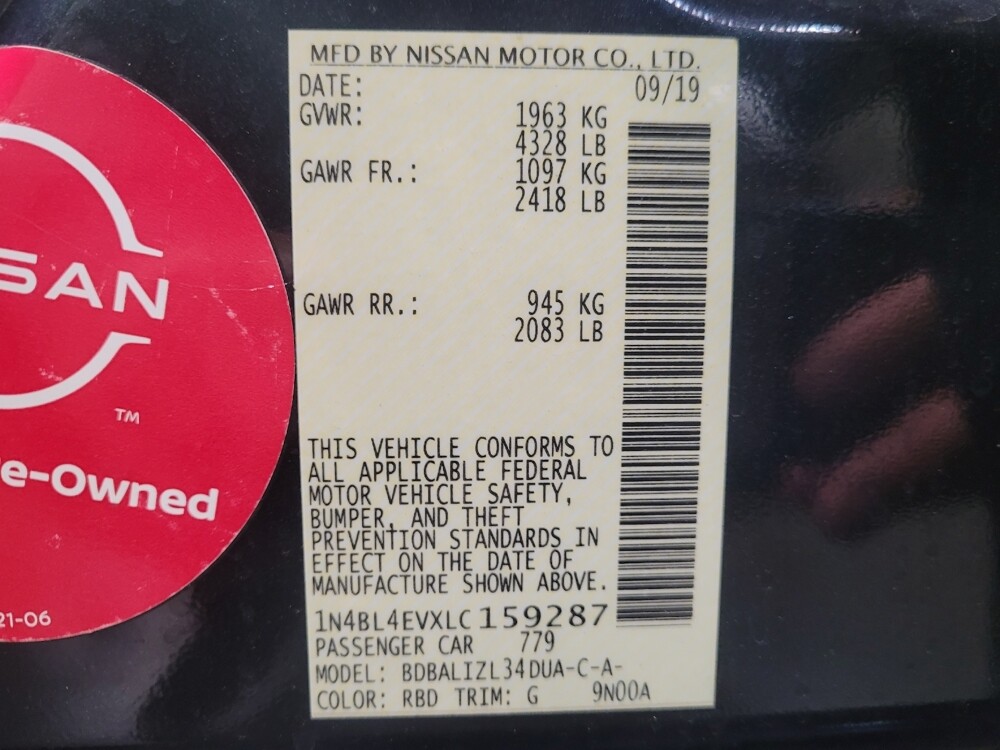 MFD BY NISSAN MOTOR CO., LTD.
DATE: 09/19
GVWR: 1963 KG
4328 LB
GAWR FR.: 1097 KG
2418 LB
GAWR RR.: 945 KG
2083 LB
THIS VEHICLE CONFORMS TO
ALL APPLICABLE FEDERAL
MOTOR VEHICLE SAFETY,
BUMPER, AND THEFT
PREVENTION STANDARDS IN
EFFECT ON THE DATE OF
MANUFACTURE SHOWN ABOVE.
1N4BL4EVXLC159287
PASSENGER CAR 779
MODEL: BDBALIZL34DUA-C-A-
COLOR: RBD TRIM: G 9N00A
SSAN
TM
e-Owned
21-06